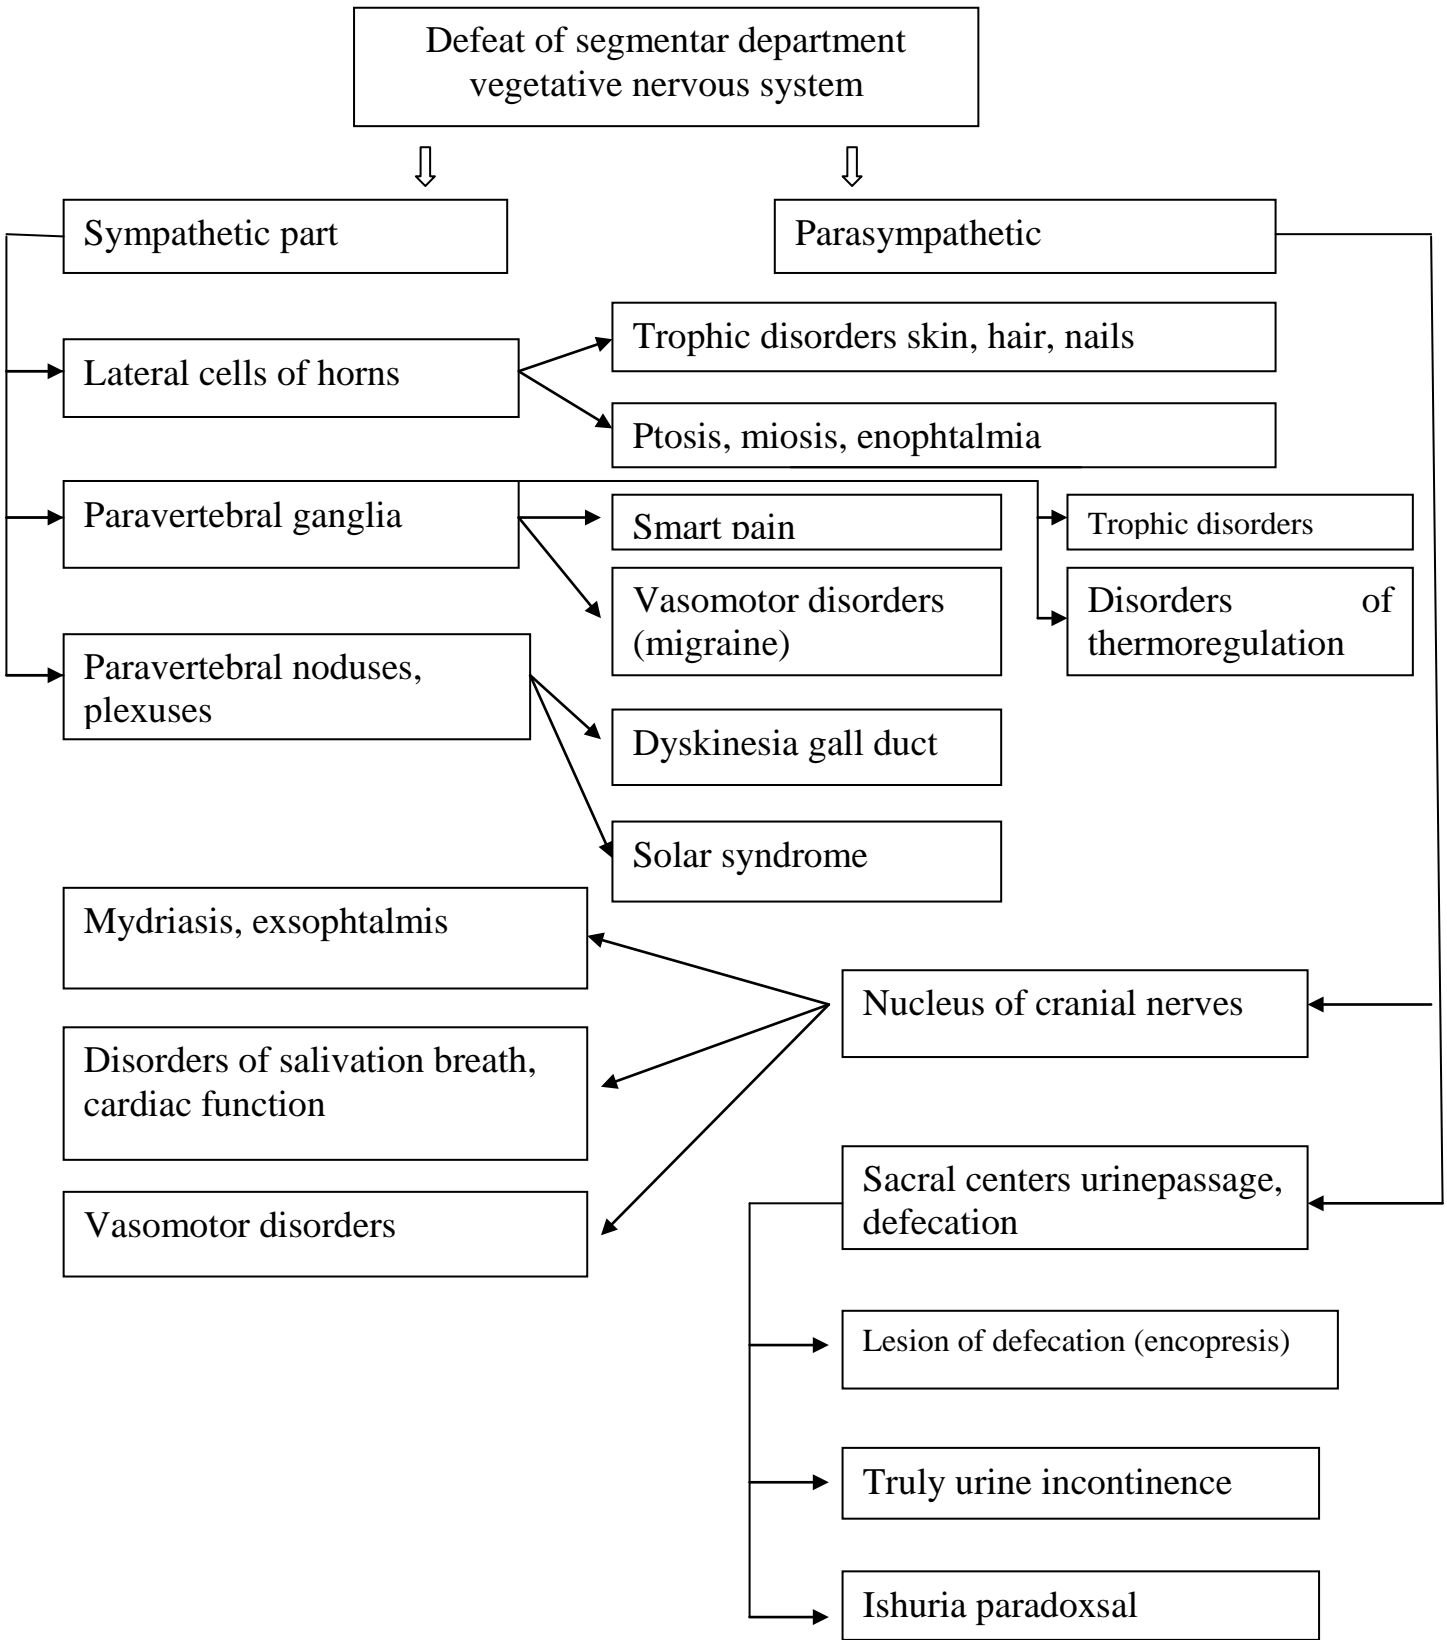 Defeat of segmentar department
vegetative nervous system
Sympathetic part
Parasympathetic
Lateral cells of horns
Trophic disorders skin, hair, nails
Ptosis, miosis, enophtalmia
Paravertebral ganglia
Smart pain
Trophic disorders
Vasomotor disorders
(migraine)
Disorders of
thermoregulation
Paravertebral noduses,
plexuses
Dyskinesia gall duct
Solar syndrome
Mydriasis, exsophtalmis
Nucleus of cranial nerves
Disorders of salivation breath,
cardiac function
Sacral centers urinepassage,
defecation
Vasomotor disorders
Lesion of defecation (encopresis)
Truly urine incontinence
Ishuria paradoxsal